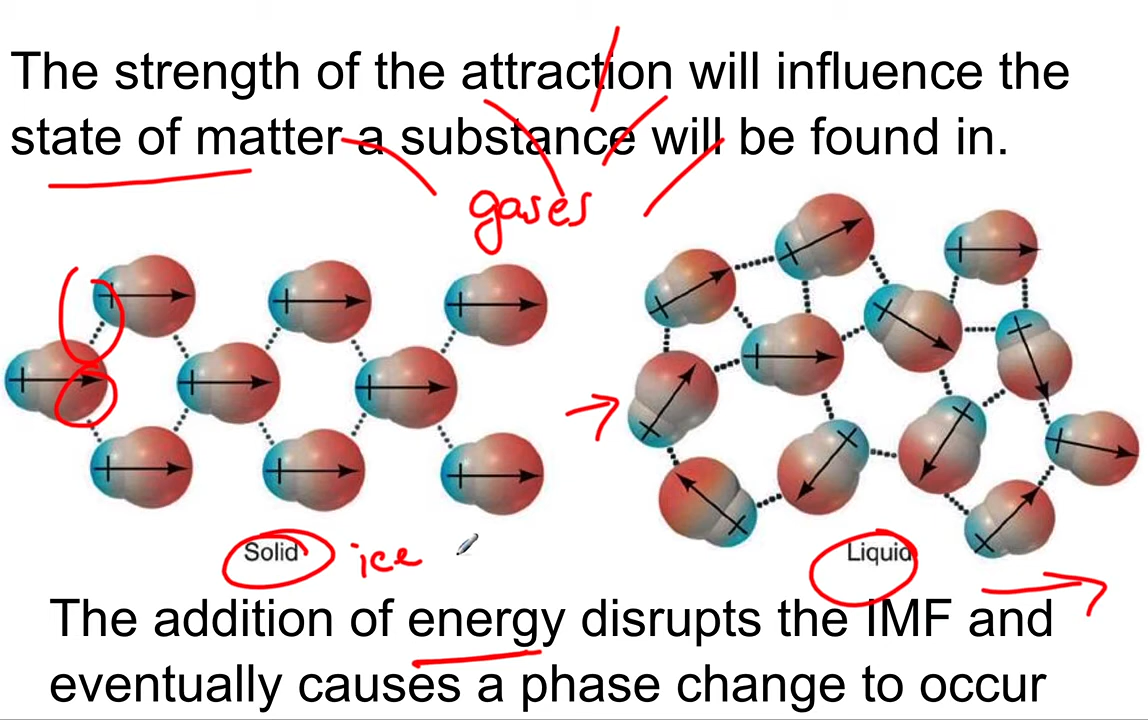 The strength of the attraction will influence the
state of matter a substance will be found in.
gases
Solid ice
Liquid
The addition of energy disrupts the IMF and
eventually causes a phase change to occur